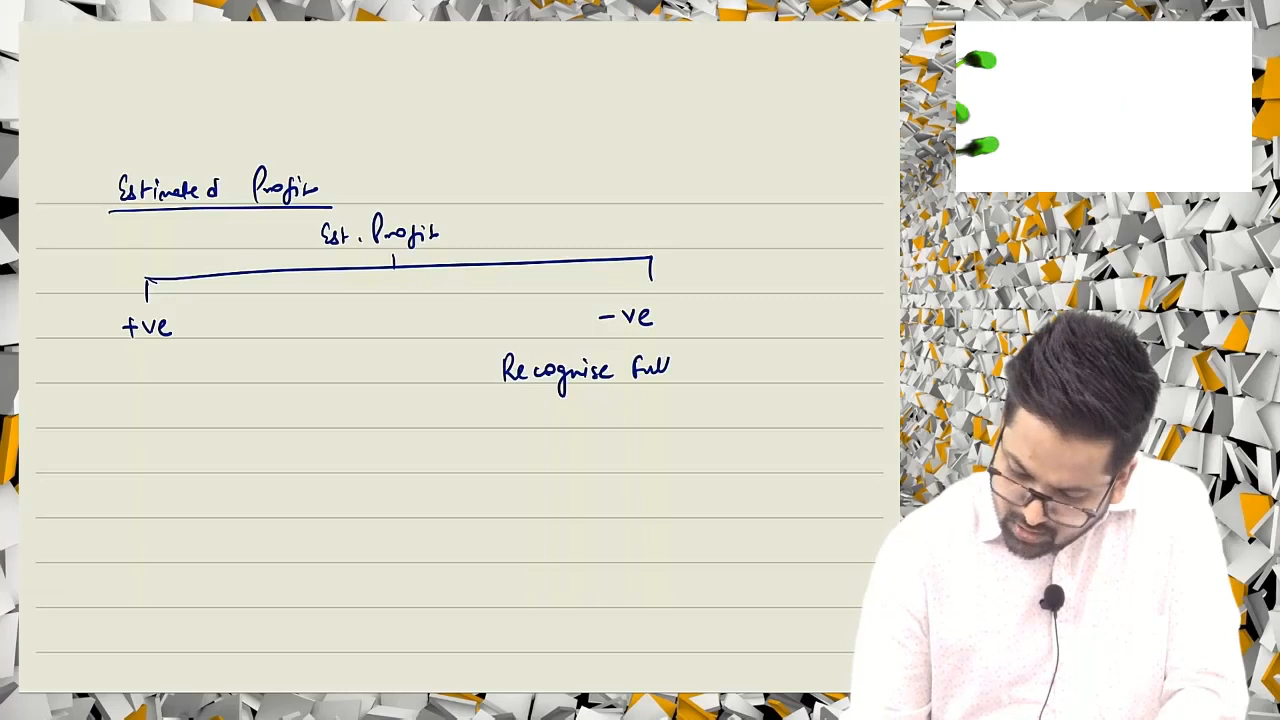 Estimated Profit
Est. Profit
+ve
-ve
Recognise full